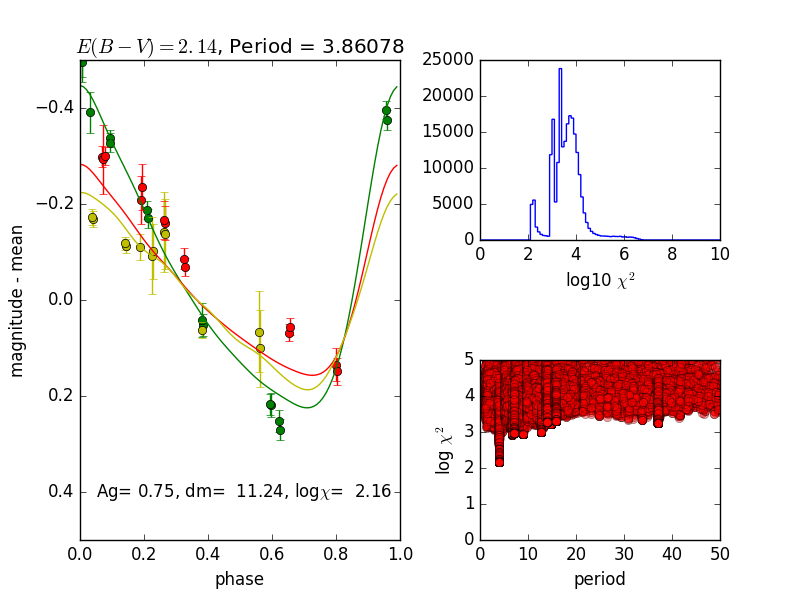 E(B − V) = 2.14, Period = 3.86078
−0.4
−0.2
0.0
0.2
0.4
magnitude - mean
Ag= 0.75, dm= 11.24, logχ= 2.16
0.0 0.2 0.4 0.6 0.8 1.0
phase
25000
20000
15000
10000
5000
0
0 2 4 6 8 10
log10 χ²
5
4
3
2
1
0
log χ²
0 10 20 30 40 50
period